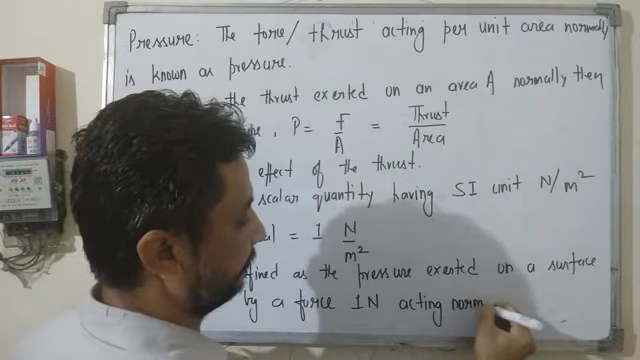 Pressure: The force/thrust acting per unit area normally
is known as pressure.
the thrust exerted on an area A normally then
P = F/A = Thrust/Area
effect of the thrust.
scalar quantity having SI unit N/m²
= 1 N/m²
as the pressure exerted on a surface
by a force 1N acting norm